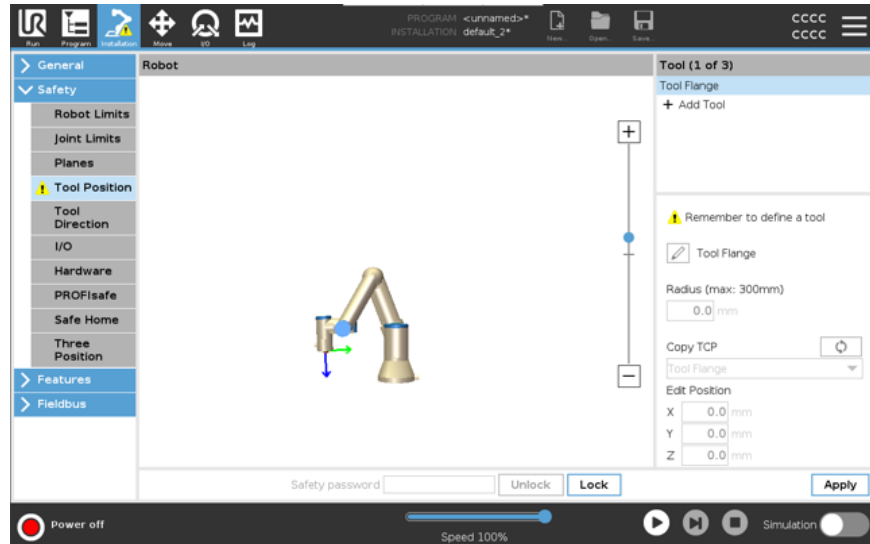 PROGRAM <unnamed>*
INSTALLATION default_2*
UR
Run
Program
Installation
Move
I/O
Log
New...
Open...
Save...
cccc
cccc
General
Safety
Robot Limits
Joint Limits
Planes
Tool Position
Tool
Direction
I/O
Hardware
PROFIsafe
Safe Home
Three
Position
Features
Fieldbus
Robot
Safety password
Unlock
Lock
Tool (1 of 3)
Tool Flange
+ Add Tool
Remember to define a tool
Tool Flange
Radius (max: 300mm)
0.0 mm
Copy TCP
Tool Flange
Edit Position
X 0.0 mm
Y 0.0 mm
Z 0.0 mm
Apply
Power off
Speed 100%
Simulation